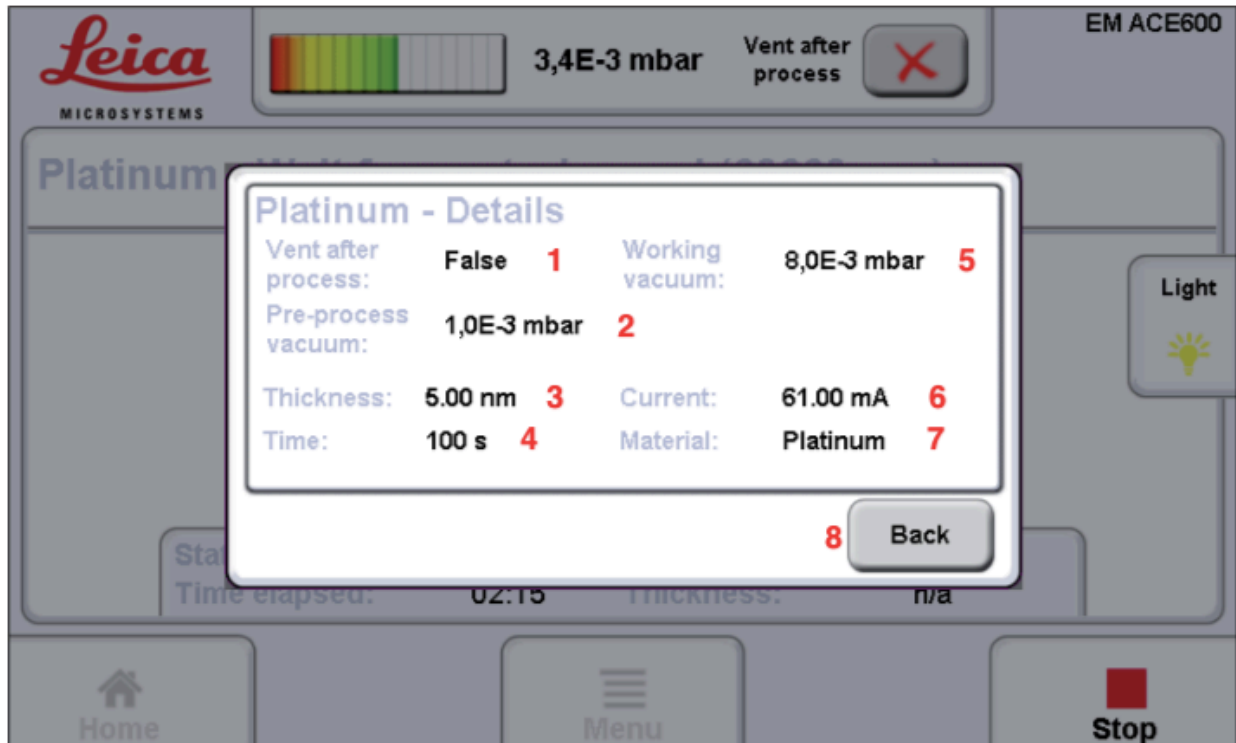 Leica
MICROSYSTEMS
3,4E-3 mbar
Vent after
process
EM ACE600
Platinum
Platinum - Details
Vent after
process:
False 1
Working
vacuum:
8,0E-3 mbar 5
Pre-process
vacuum:
1,0E-3 mbar 2
Light
Thickness: 5.00 nm 3 Current: 61.00 mA 6
Time: 100 s 4 Material: Platinum 7
8 Back
Time elapsed: 02:15 Thickness: n/a
Home
Menu
Stop